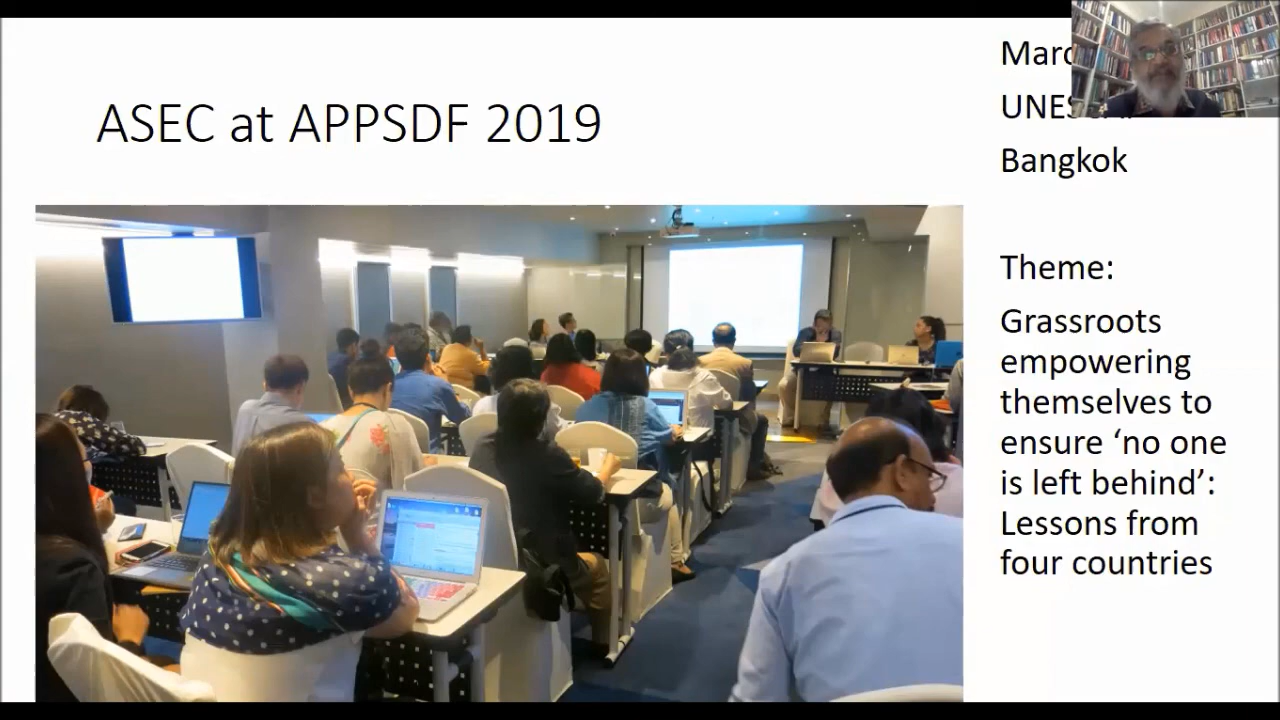 ASEC at APPSDF 2019
Bangkok
Theme:
Grassroots
empowering
themselves to
ensure ‘no one
is left behind’:
Lessons from
four countries